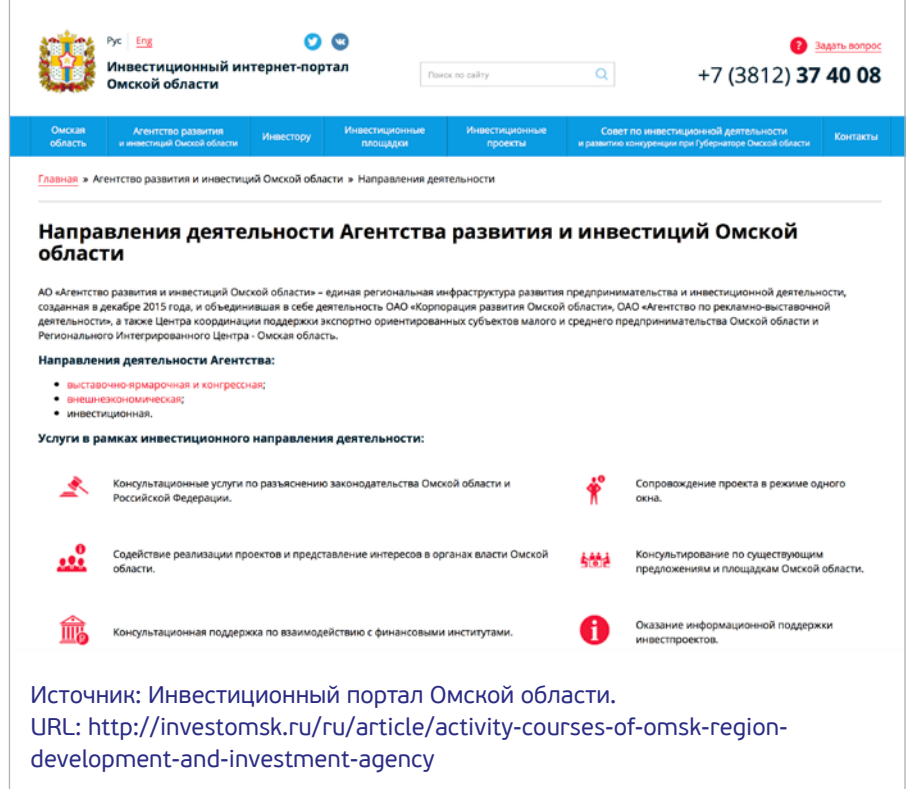 Рус Eng
Задать вопрос
Инвестиционный интернет-портал
Омской области
Поиск по сайту
+7 (3812) 37 40 08
Омская
область
Агентство развития
и инвестиций Омской области
Инвестору
Инвестиционные
площадки
Инвестиционные
проекты
Совет по инвестиционной деятельности
и развитию конкуренции при Губернаторе Омской области
Контакты
Главная » Агентство развития и инвестиций Омской области » Направления деятельности
Направления деятельности Агентства развития и инвестиций Омской
области
АО «Агентство развития и инвестиций Омской области» – единая региональная инфраструктура развития предпринимательства и инвестиционной деятельности,
созданная в декабре 2015 года, и объединившая в себе деятельность ОАО «Корпорация развития Омской области», ОАО «Агентство по рекламно-выставочной
деятельности», а также Центра координации поддержки экспортно ориентированных субъектов малого и среднего предпринимательства Омской области и
Регионального Интегрированного Центра - Омская область.
Направления деятельности Агентства:
• выставочно-ярмарочная и конгрессная;
• внешнеэкономическая;
• инвестиционная.
Услуги в рамках инвестиционного направления деятельности:
Консультационные услуги по разъяснению законодательства Омской области и
Российской Федерации.
Сопровождение проекта в режиме одного
окна.
Содействие реализации проектов и представление интересов в органах власти Омской
области.
Консультирование по существующим
предложениям и площадкам Омской области.
Консультационная поддержка по взаимодействию с финансовыми институтами.
Оказание информационной поддержки
инвестпроектов.
Источник: Инвестиционный портал Омской области.
URL: http://investomsk.ru/ru/article/activity-courses-of-omsk-region-
development-and-investment-agency